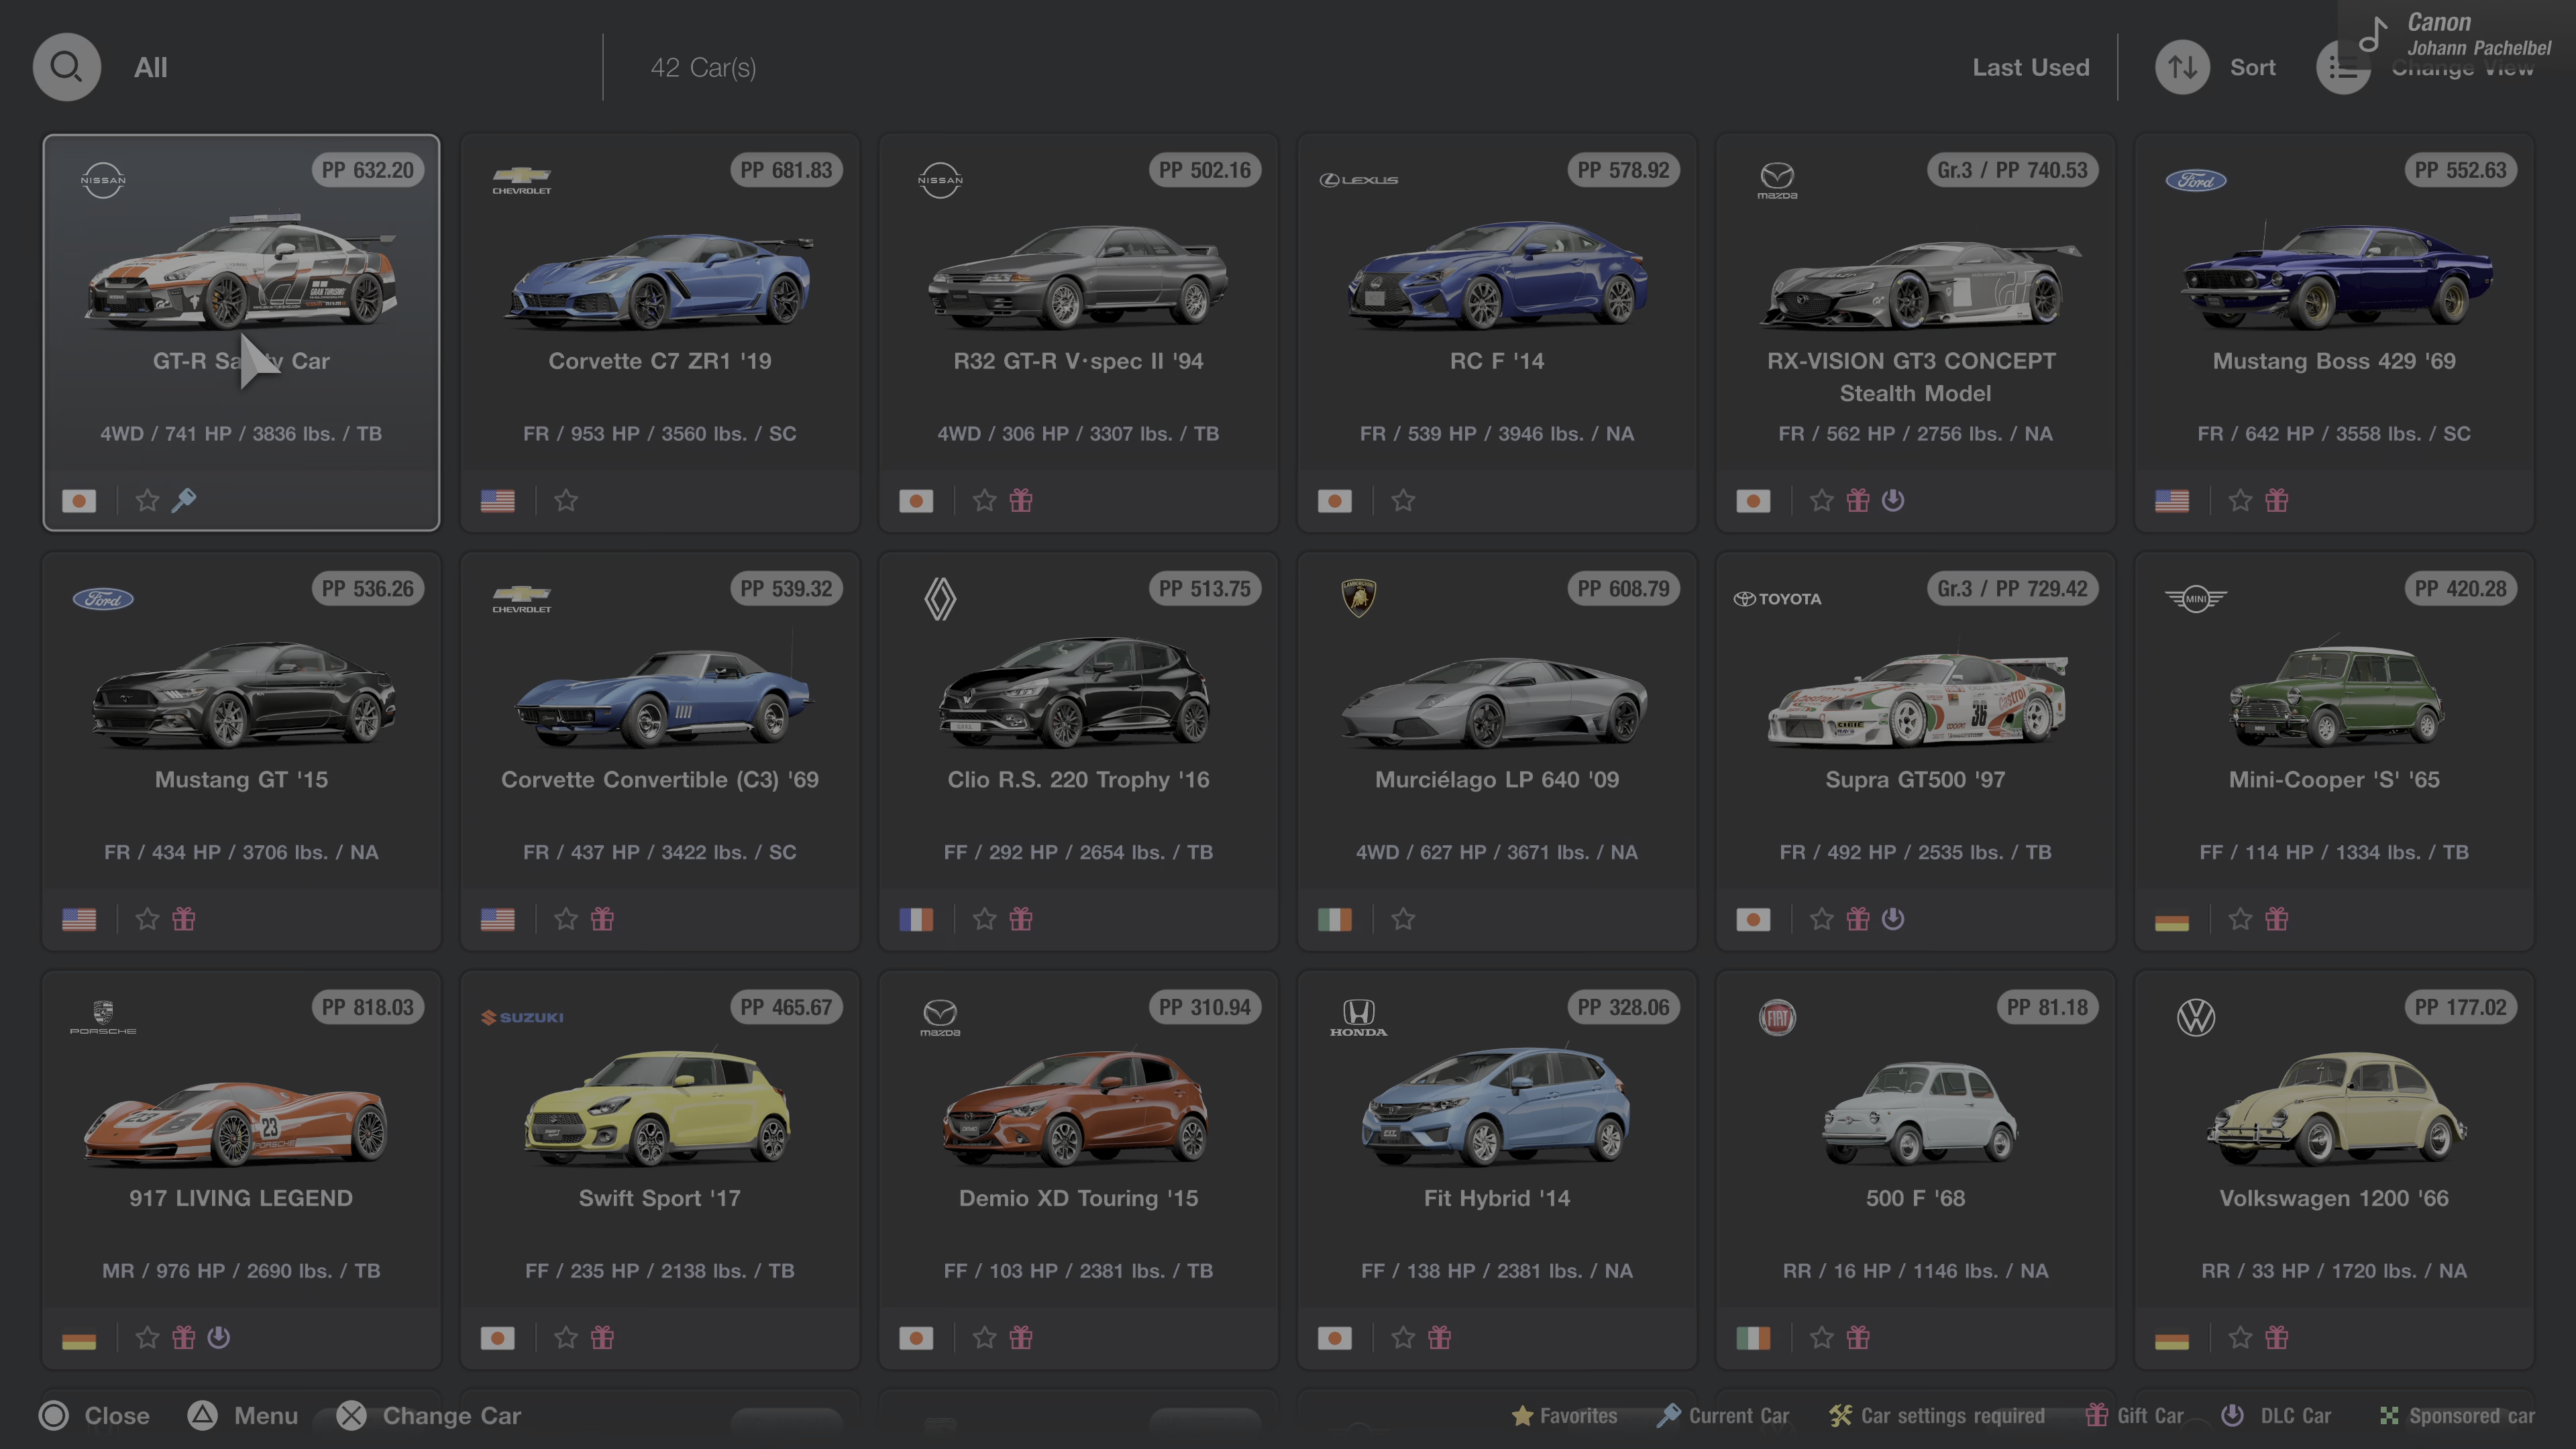 All
42 Car(s)
Last Used
Sort
Change View
Canon
Johann Pachelbel
NISSAN
PP 632.20
GT-R Safety Car
4WD / 741 HP / 3836 lbs. / TB
CHEVROLET
PP 681.83
Corvette C7 ZR1 '19
FR / 953 HP / 3560 lbs. / SC
NISSAN
PP 502.16
R32 GT-R V·spec II '94
4WD / 306 HP / 3307 lbs. / TB
LEXUS
PP 578.92
RC F '14
FR / 539 HP / 3946 lbs. / NA
mazda
Gr.3 / PP 740.53
RX-VISION GT3 CONCEPT
Stealth Model
FR / 562 HP / 2756 lbs. / NA
Ford
PP 552.63
Mustang Boss 429 '69
FR / 642 HP / 3558 lbs. / SC
Ford
PP 536.26
Mustang GT '15
FR / 434 HP / 3706 lbs. / NA
CHEVROLET
PP 539.32
Corvette Convertible (C3) '69
FR / 437 HP / 3422 lbs. / SC
PP 513.75
Clio R.S. 220 Trophy '16
FF / 292 HP / 2654 lbs. / TB
PP 608.79
Murciélago LP 640 '09
4WD / 627 HP / 3671 lbs. / NA
TOYOTA
Gr.3 / PP 729.42
Castrol
36
Castrol
Supra GT500 '97
FR / 492 HP / 2535 lbs. / TB
MINI
PP 420.28
Mini-Cooper 'S' '65
FF / 114 HP / 1334 lbs. / TB
PORSCHE
PP 818.03
23
23
PORSCHE
917 LIVING LEGEND
MR / 976 HP / 2690 lbs. / TB
SUZUKI
PP 465.67
Swift Sport '17
FF / 235 HP / 2138 lbs. / TB
mazda
PP 310.94
Demio XD Touring '15
FF / 103 HP / 2381 lbs. / TB
HONDA
PP 328.06
Fit Hybrid '14
FF / 138 HP / 2381 lbs. / NA
FIAT
PP 81.18
500 F '68
RR / 16 HP / 1146 lbs. / NA
PP 177.02
Volkswagen 1200 '66
RR / 33 HP / 1720 lbs. / NA
Close
Menu
Change Car
Favorites
Current Car
Car settings required
Gift Car
DLC Car
Sponsored car